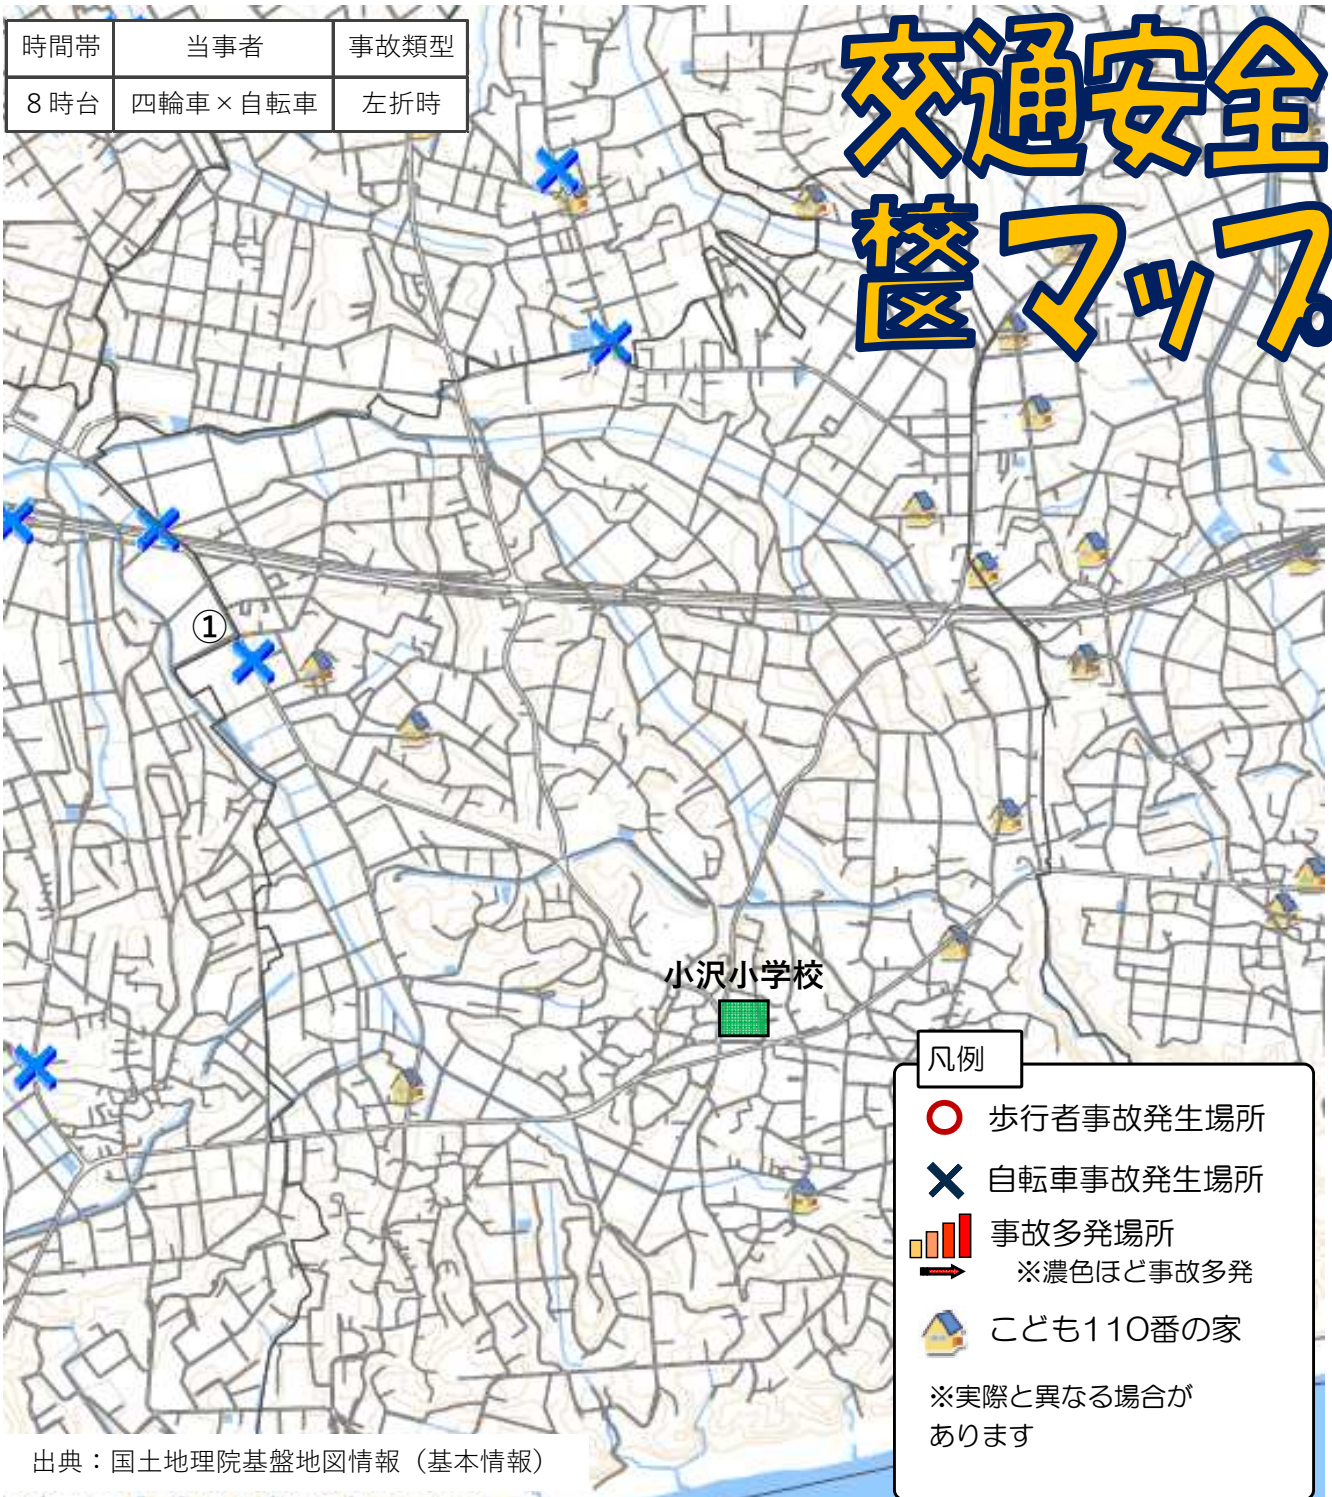 時間帯 当事者 事故類型
8時台 四輪車×自転車 左折時
交通安全
校区マップ
①
小沢小学校
凡例
歩行者事故発生場所
自転車事故発生場所
事故多発場所
※濃色ほど事故多発
こども110番の家
※実際と異なる場合が
あります
出典：国土地理院基盤地図情報（基本情報）